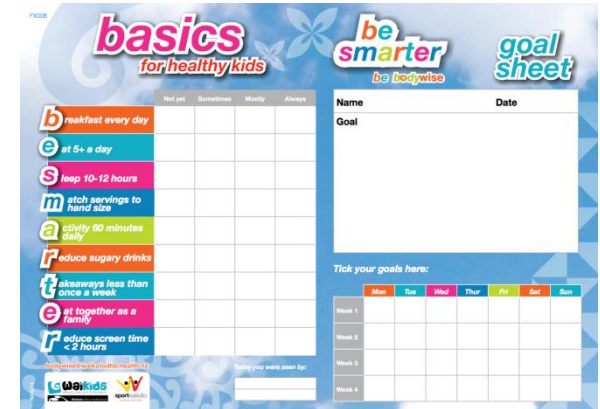 FX006
basics
for healthy kids
be
smarter
be bodywise
goal
sheet
Not yet Sometimes Mostly Always
breakfast every day
eat 5+ a day
sleep 10-12 hours
match servings to
hand size
activity 60 minutes
daily
reduce sugary drinks
takeaways less than
once a week
eat together as a
family
reduce screen time
< 2 hours
bodywise@waikatodhb.health.nz
Today you were seen by:
Waikids
sportwaikato
Name Date
Goal
Tick your goals here:
Mon Tue Wed Thur Fri Sat Sun
Week 1
Week 2
Week 3
Week 4